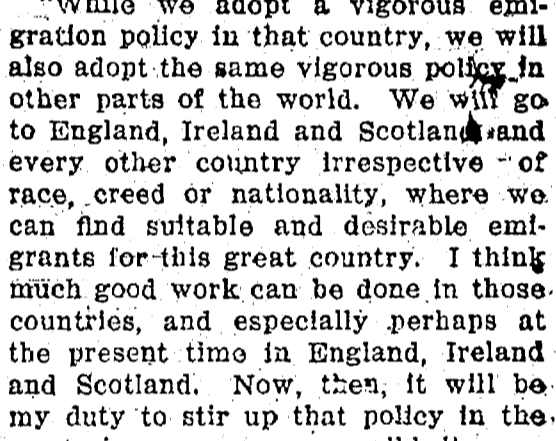 "While we adopt a vigorous emi-
gration policy in that country, we will
also adopt the same vigorous policy in
other parts of the world. We will go
to England, Ireland and Scotland and
every other country irrespective of
race, creed or nationality, where we
can find suitable and desirable emi-
grants for this great country. I think
much good work can be done in those
countries, and especially perhaps at
the present time in England, Ireland
and Scotland. Now, then, it will be
my duty to stir up that policy in the